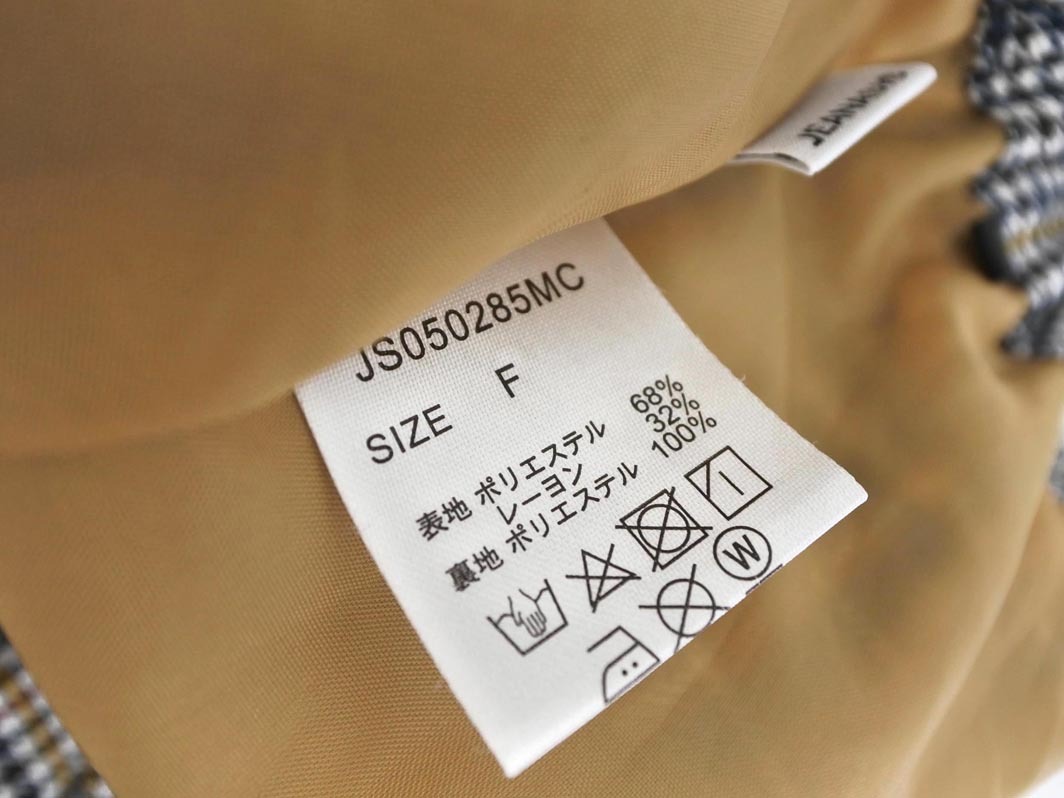 JS050285MC
SIZE F
表地 ポリエステル 68%
レーヨン 32%
裏地 ポリエステル 100%
W